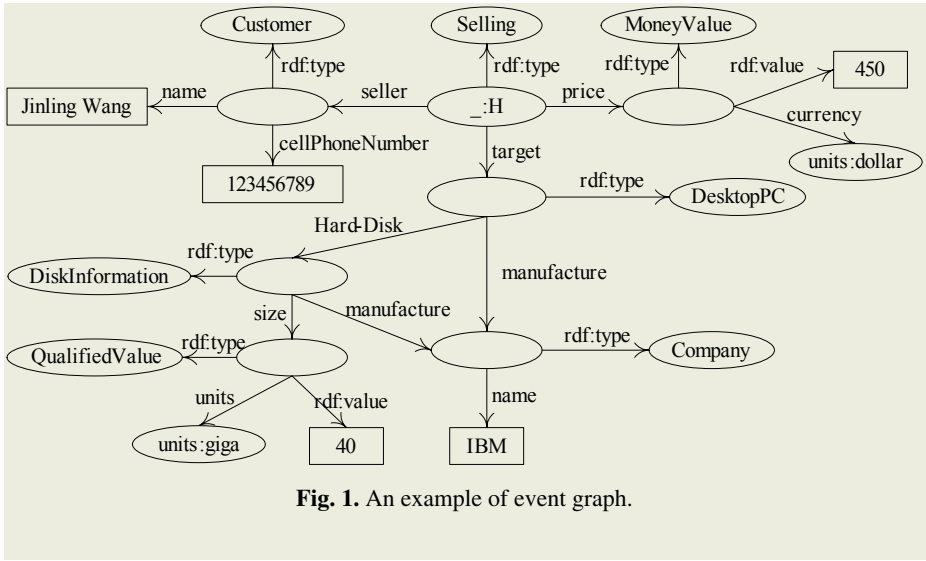 Customer
Selling
MoneyValue
rdf:type
rdf:type
rdf:type
rdf:value
450
Jinling Wang
name
seller
_:H
price
currency
cellPhoneNumber
target
units:dollar
123456789
rdf:type
DesktopPC
Hard-Disk
rdf:type
DiskInformation
manufacture
size
manufacture
rdf:type
QualifiedValue
rdf:type
Company
units
rdf:value
name
units:giga
40
IBM
Fig. 1. An example of event graph.